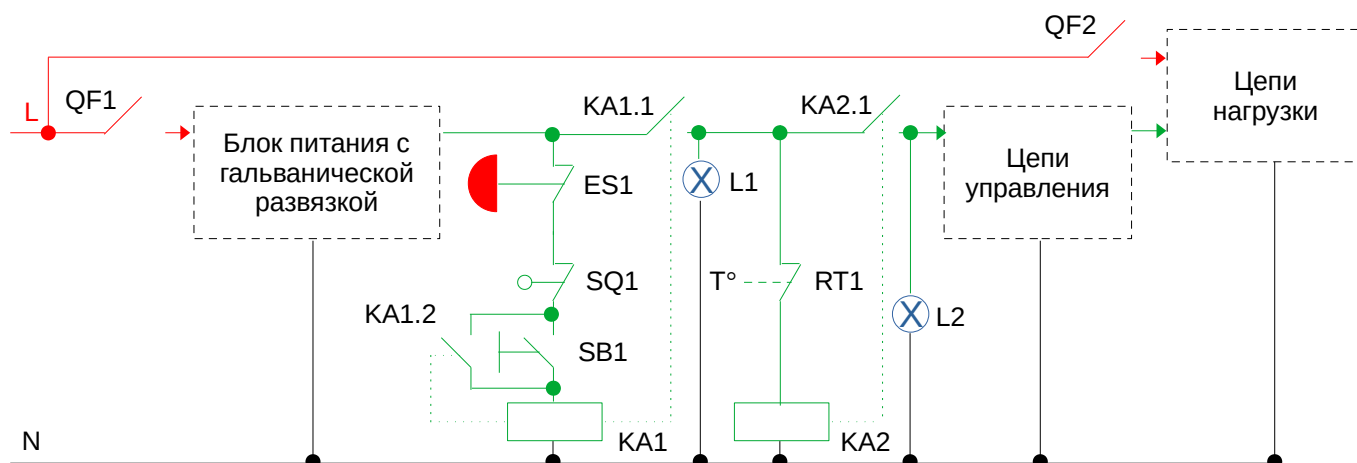 QF2
L
QF1
Блок питания с
гальванической
развязкой
KA1.1
KA2.1
Цепи
нагрузки
ES1
L1
Цепи
управления
SQ1
T°
RT1
KA1.2
SB1
L2
N
KA1
KA2